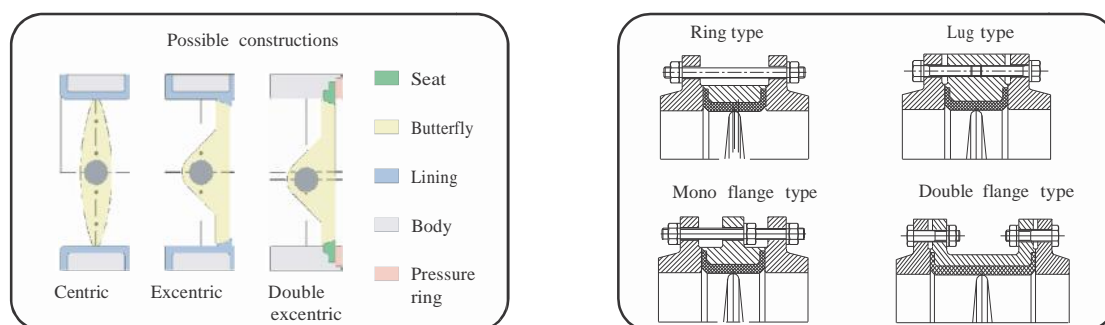 Possible constructions
Seat
Butterfly
Lining
Body
Pressure
ring
Centric
Excentric
Double
excentric
Ring type
Lug type
Mono flange type
Double flange type